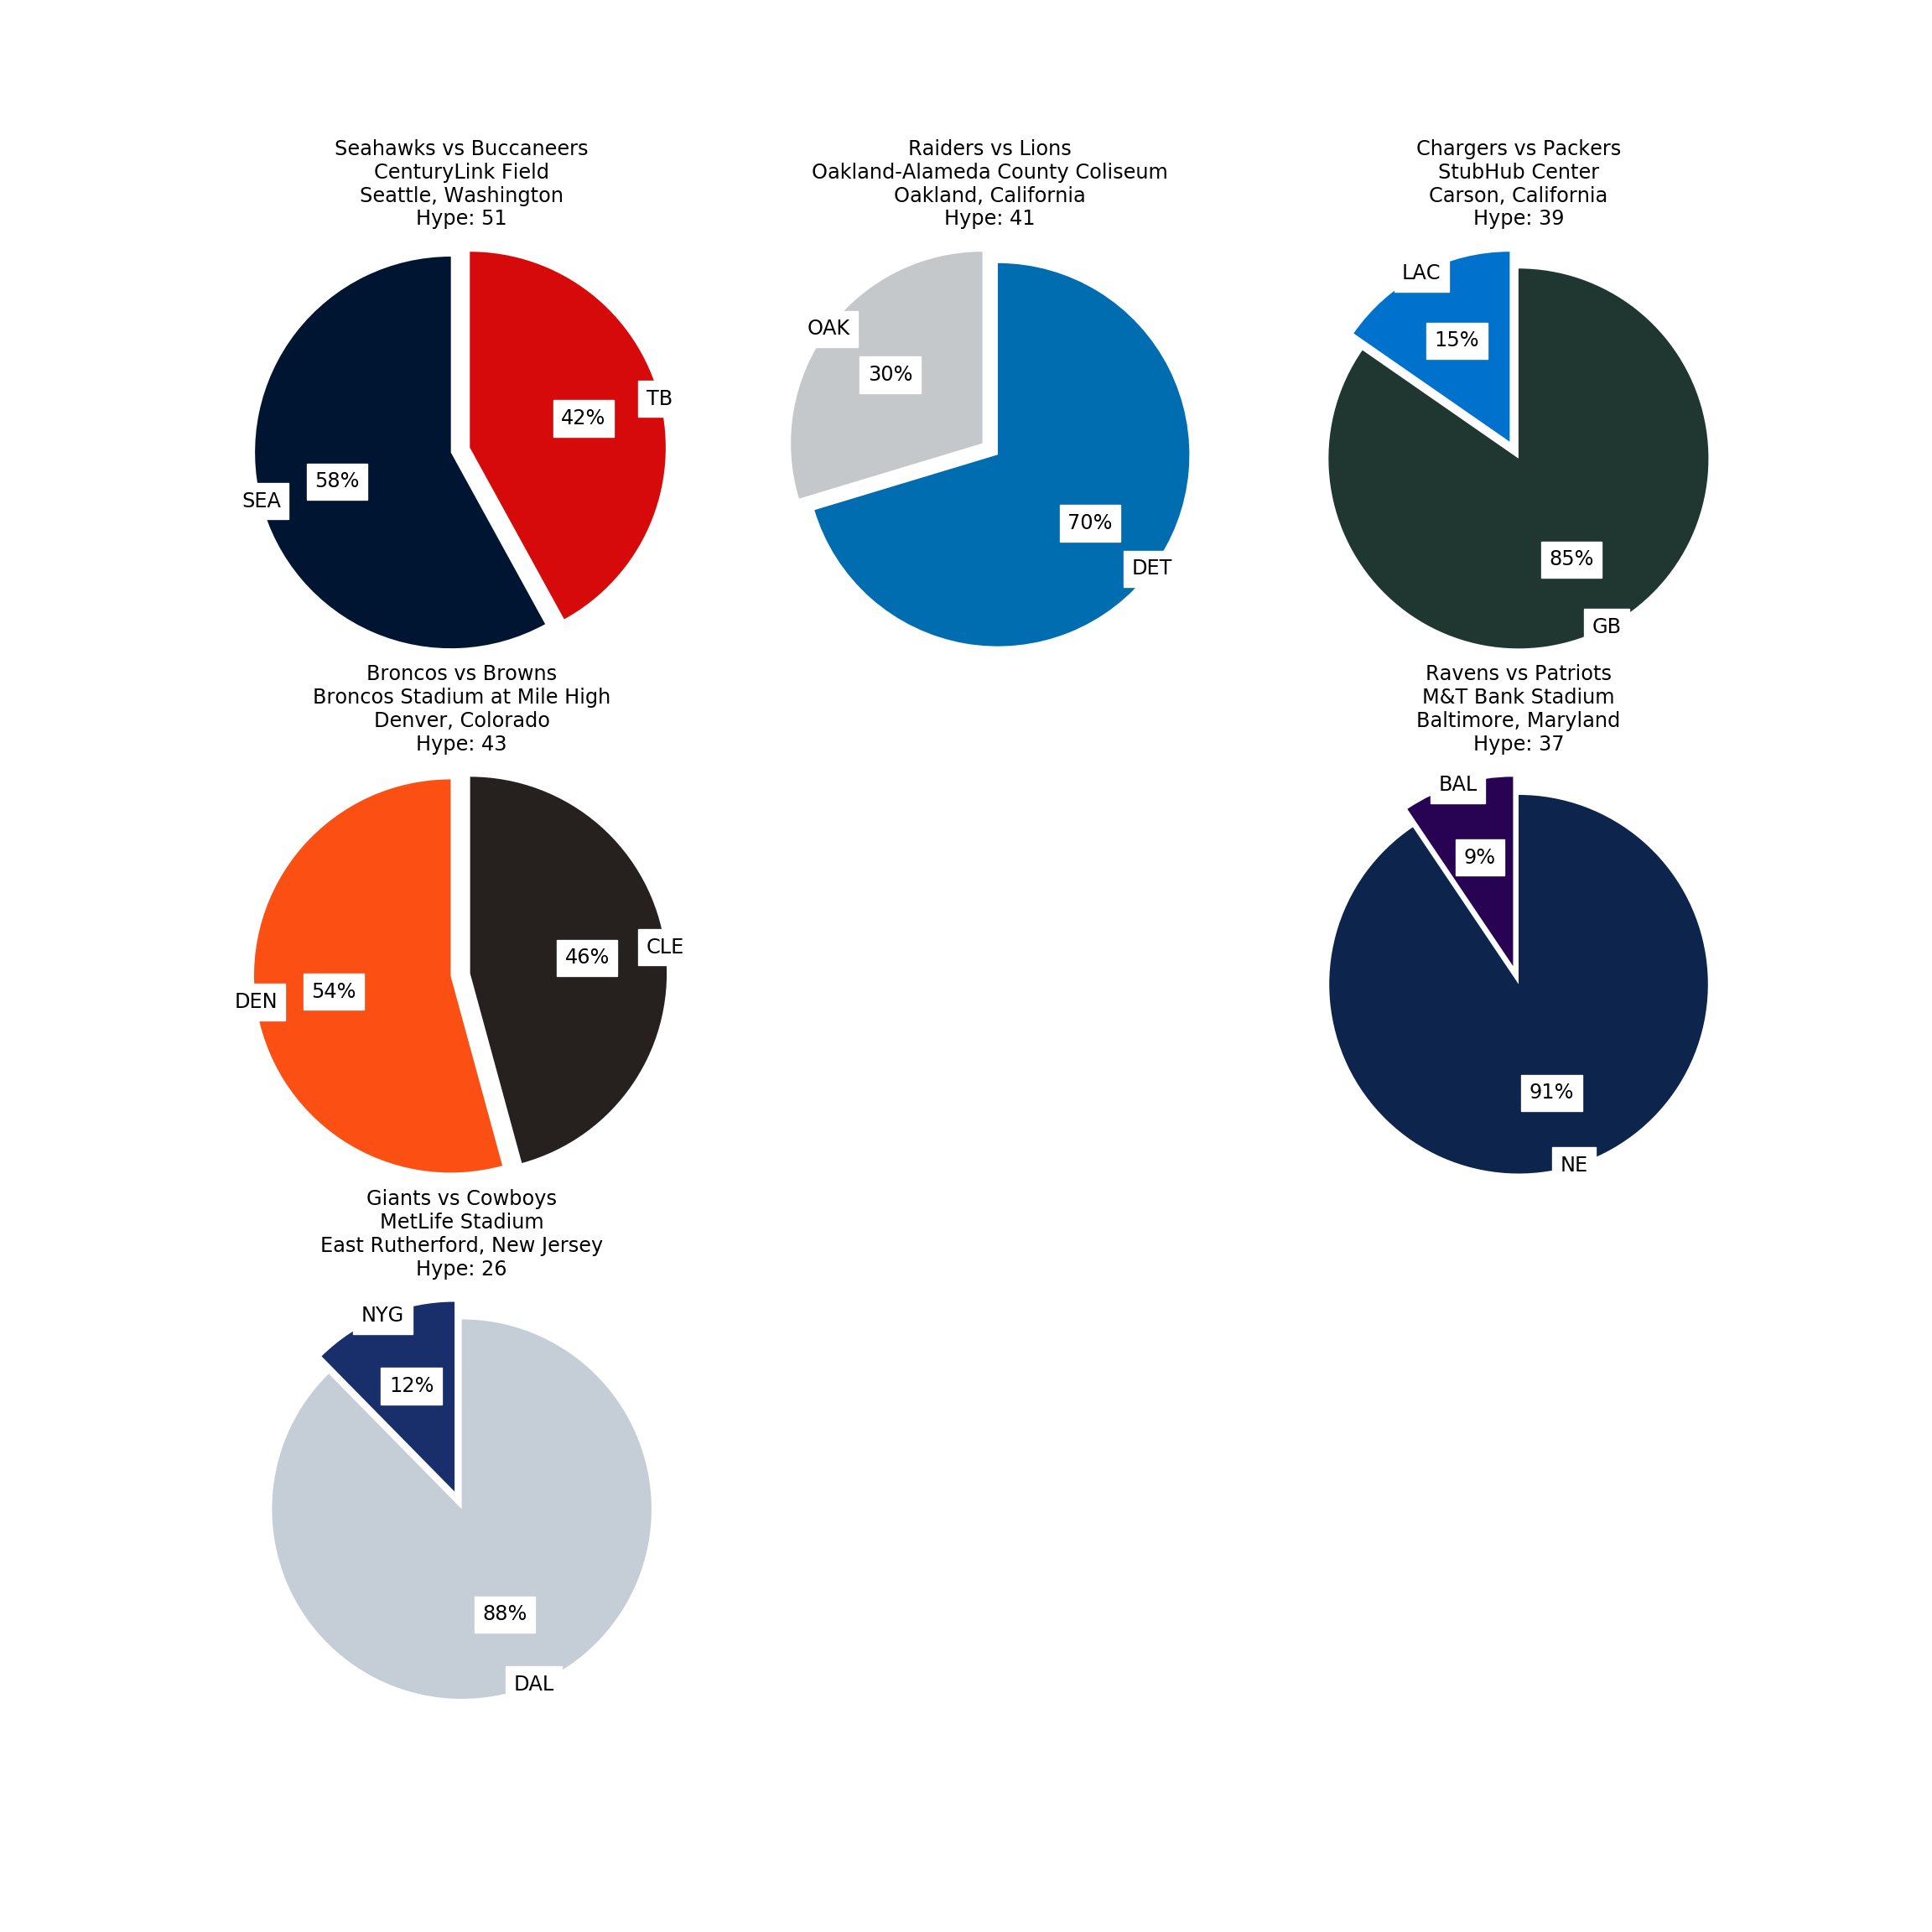 Seahawks vs Buccaneers
CenturyLink Field
Seattle, Washington
Hype: 51
TB
42%
58%
SEA
Raiders vs Lions
Oakland-Alameda County Coliseum
Oakland, California
Hype: 41
OAK
30%
70%
DET
Chargers vs Packers
StubHub Center
Carson, California
Hype: 39
LAC
15%
85%
GB
Broncos vs Browns
Broncos Stadium at Mile High
Denver, Colorado
Hype: 43
CLE
46%
54%
DEN
Ravens vs Patriots
M&T Bank Stadium
Baltimore, Maryland
Hype: 37
BAL
9%
91%
NE
Giants vs Cowboys
MetLife Stadium
East Rutherford, New Jersey
Hype: 26
NYG
12%
88%
DAL